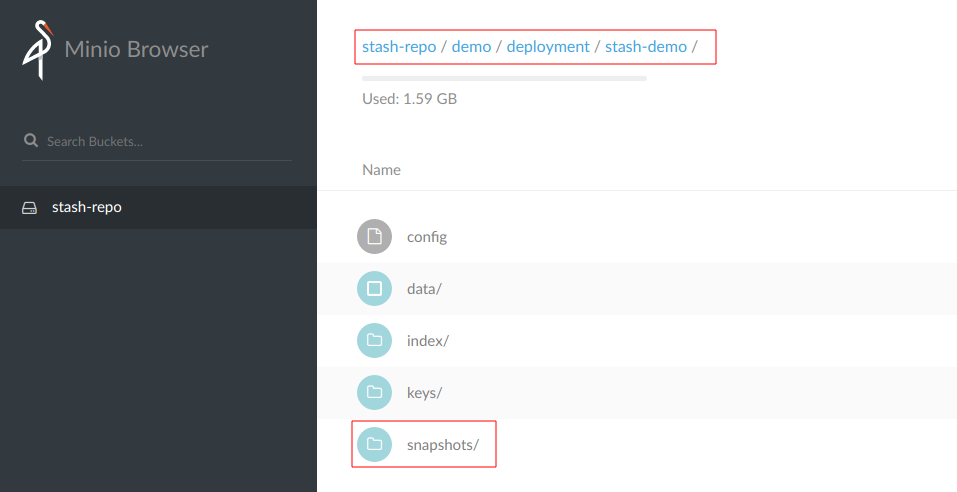 Minio Browser
Search Buckets...
stash-repo
stash-repo / demo / deployment / stash-demo /
Used: 1.59 GB
Name
config
data/
index/
keys/
snapshots/